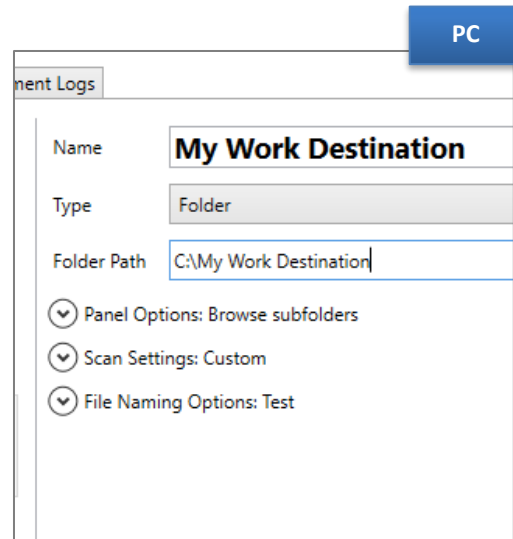 PC
ment Logs
Name My Work Destination
Type Folder
Folder Path C:\My Work Destination
Panel Options: Browse subfolders
Scan Settings: Custom
File Naming Options: Test